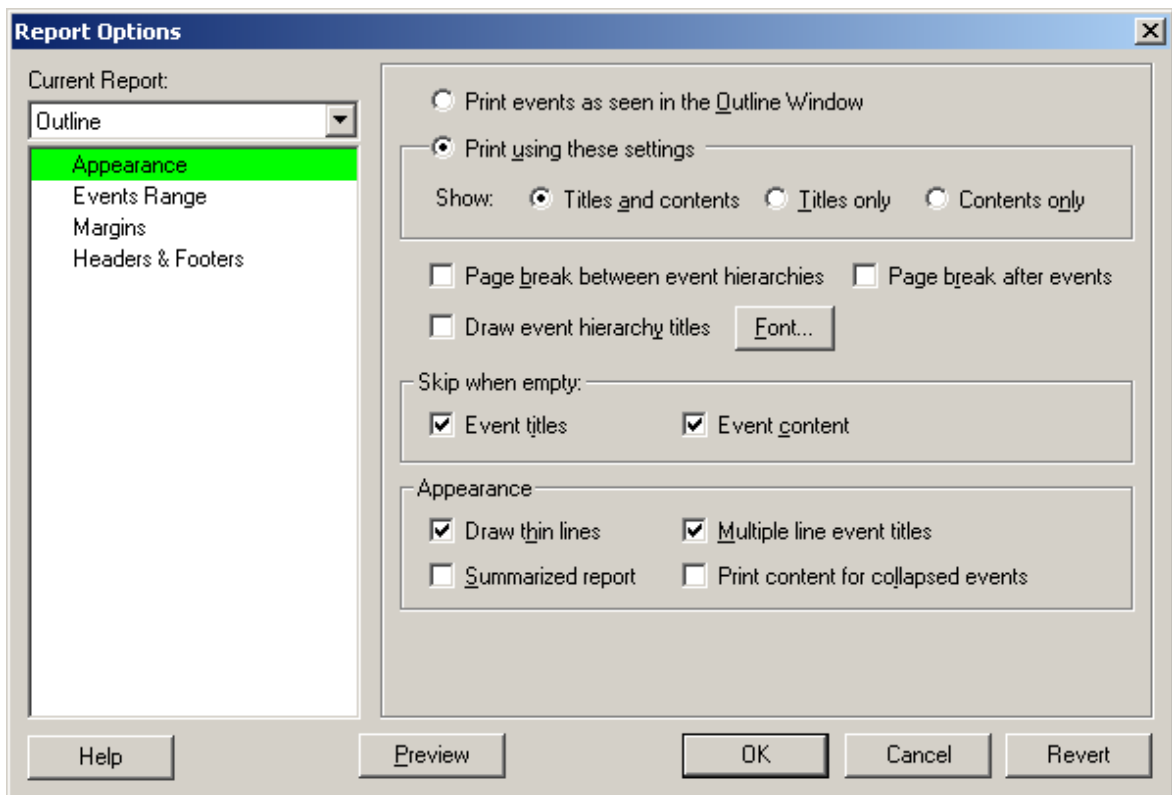 Report Options
Current Report:
Outline
Appearance
Events Range
Margins
Headers & Footers
Print events as seen in the Outline Window
Print using these settings
Show: Titles and contents Titles only Contents only
Page break between event hierarchies Page break after events
Draw event hierarchy titles Font...
Skip when empty:
Event titles Event content
Appearance
Draw thin lines Multiple line event titles
Summarized report Print content for collapsed events
Help Preview OK Cancel Revert